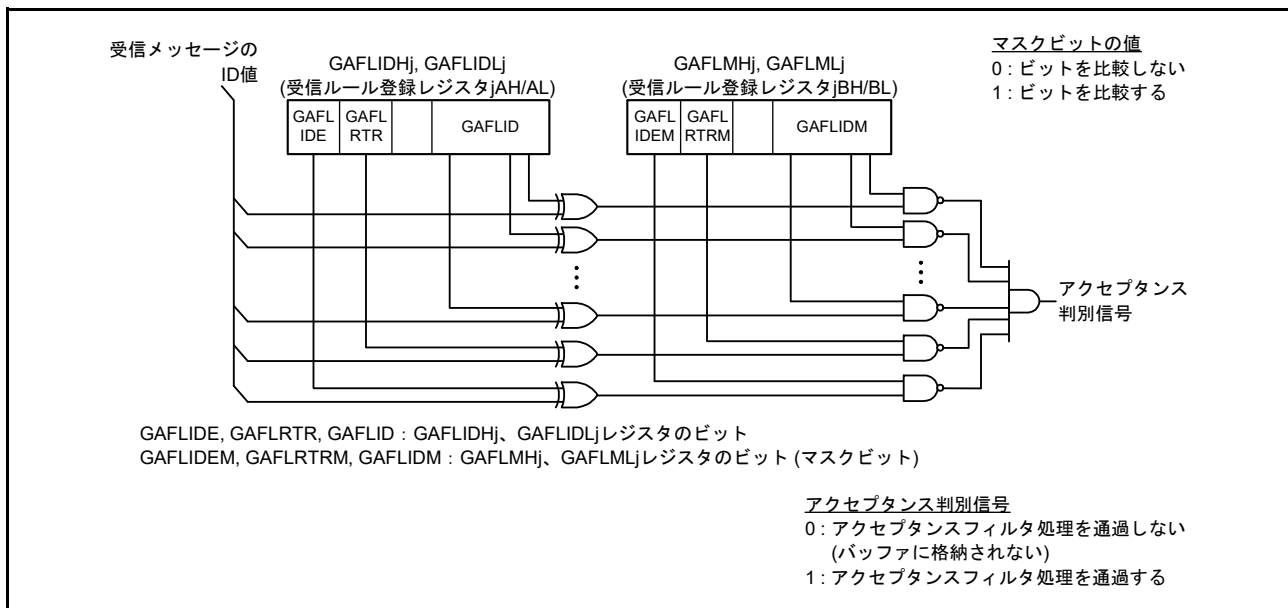 受信メッセージの
ID値
GAFLIDHj, GAFLIDLj
(受信ルール登録レジスタjAH/AL)
GAFL
IDE
GAFL
RTR
GAFLID
GAFLMHj, GAFLMLj
(受信ルール登録レジスタjBH/BL)
GAFL
IDEM
GAFL
RTRM
GAFLIDM
マスクビットの値
0 : ビットを比較しない
1 : ビットを比較する
アクセプタンス
判別信号
GAFLIDE, GAFLRTR, GAFLID : GAFLIDHj、GAFLIDLjレジスタのビット
GAFLIDEM, GAFLRTRM, GAFLIDM : GAFLMHj、GAFLMLjレジスタのビット (マスクビット)
アクセプタンス判別信号
0 : アクセプタンスフィルタ処理を通過しない
(バッファに格納されない)
1 : アクセプタンスフィルタ処理を通過する